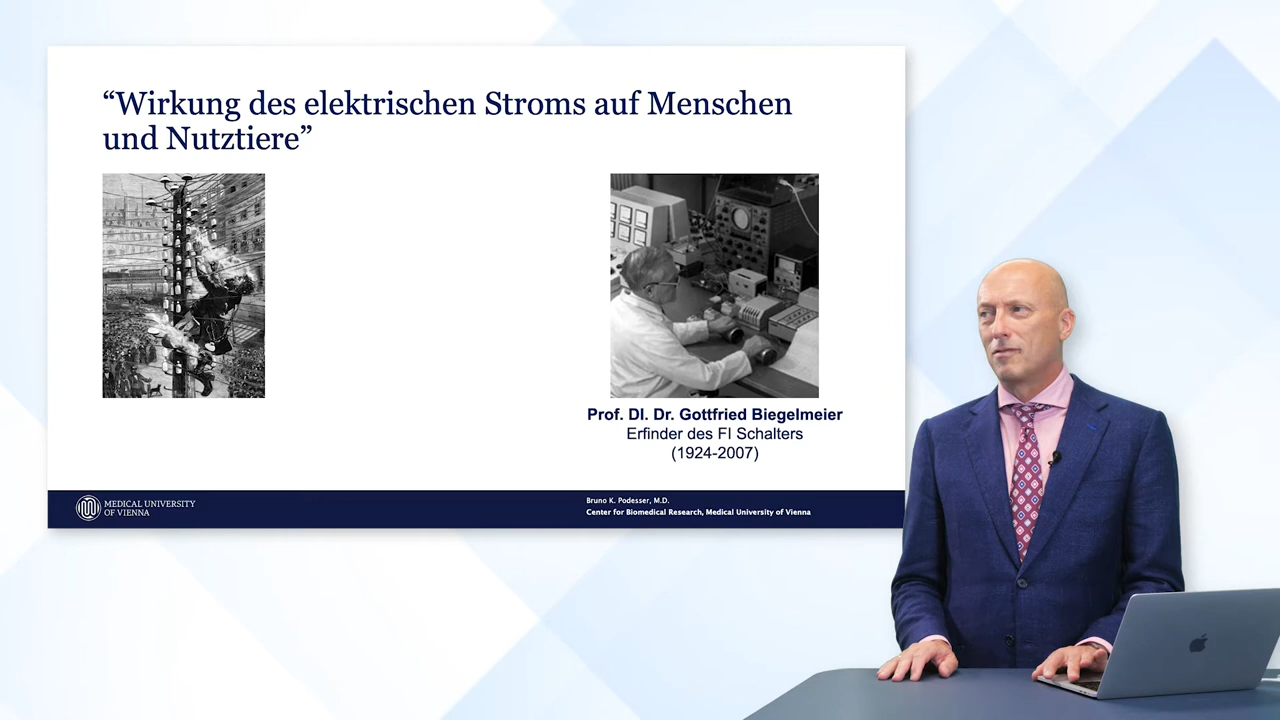 “Wirkung des elektrischen Stroms auf Menschen
und Nutztiere”
Prof. DI. Dr. Gottfried Biegelmeier
Erfinder des FI Schalters
(1924-2007)
MEDICAL UNIVERSITY
OF VIENNA
Bruno K. Podesser, M.D.
Center for Biomedical Research, Medical University of Vienna